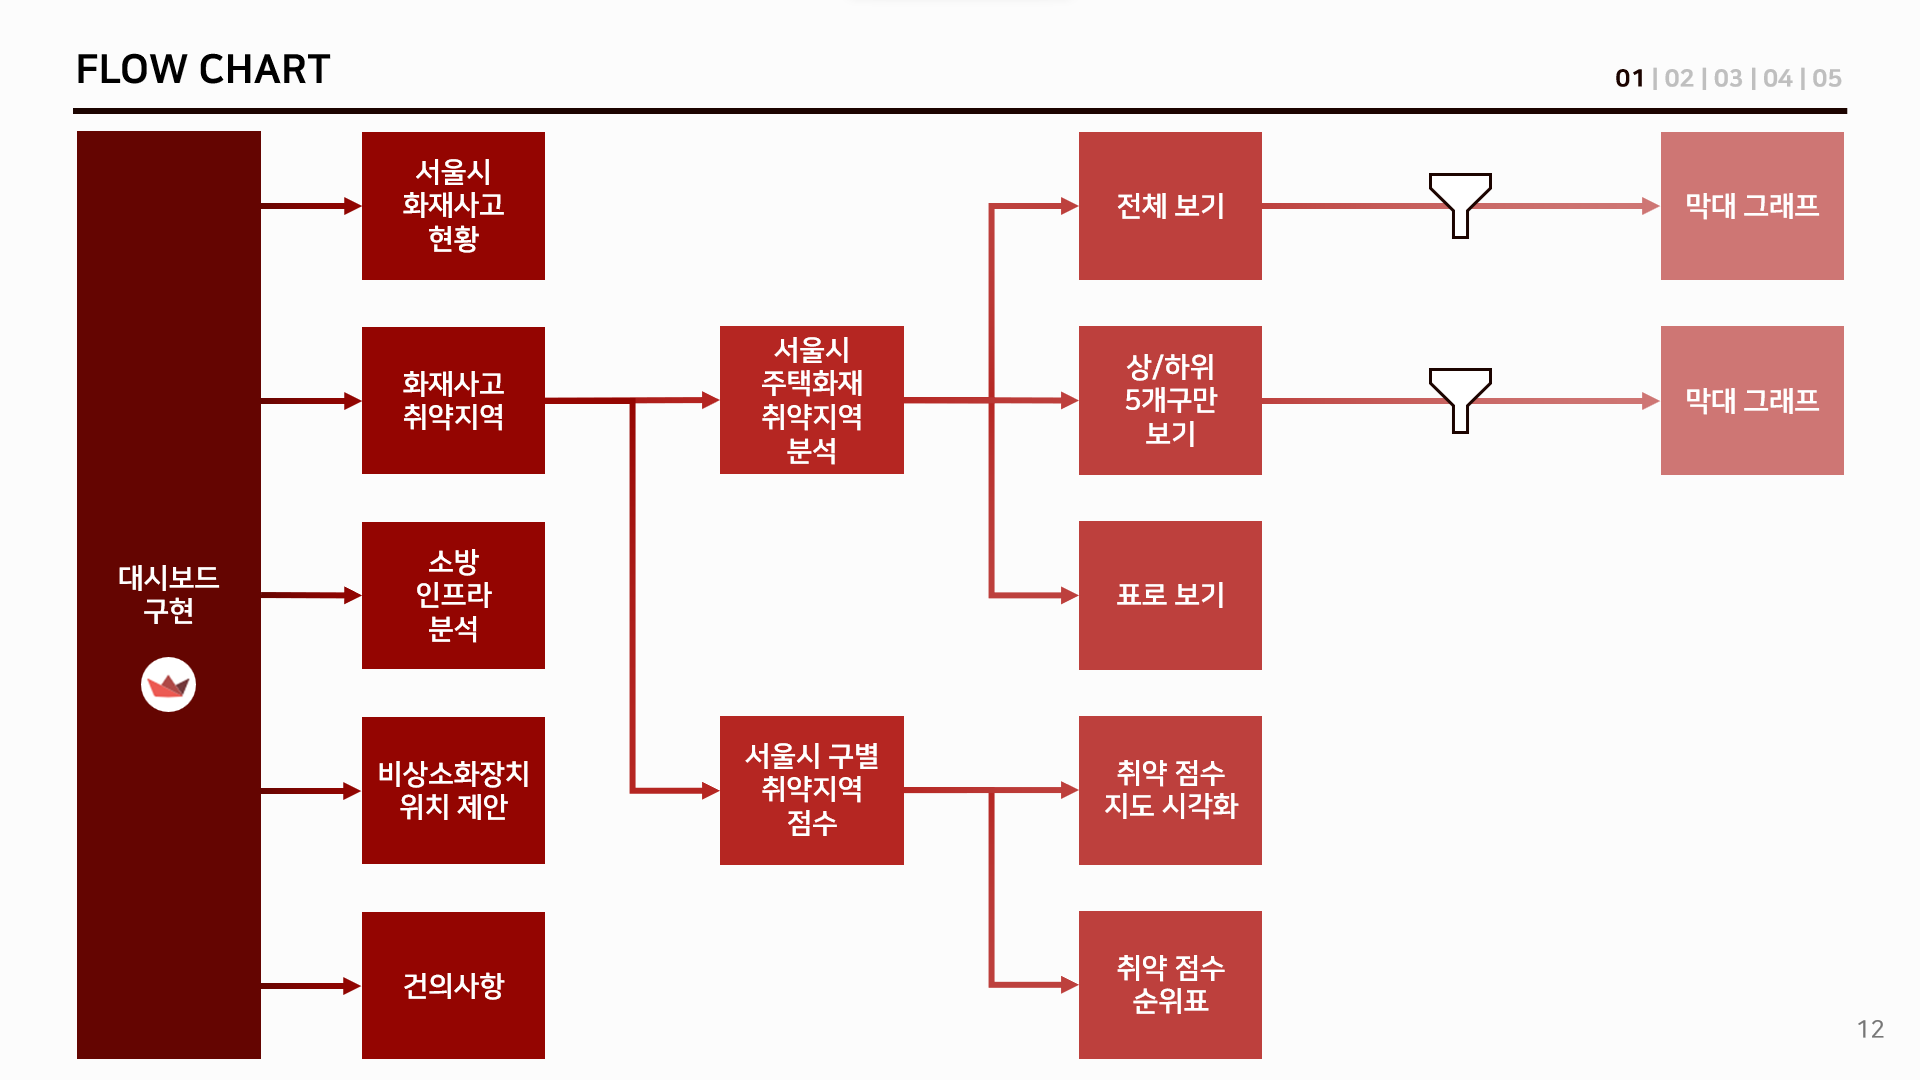 FLOW CHART
01 | 02 | 03 | 04 | 05
대시보드
구현
서울시
화재사고
현황
화재사고
취약지역
소방
인프라
분석
비상소화장치
위치 제안
건의사항
서울시
주택화재
취약지역
분석
서울시 구별
취약지역
점수
전체 보기
상/하위
5개구만
보기
표로 보기
취약 점수
지도 시각화
취약 점수
순위표
막대 그래프
막대 그래프
12